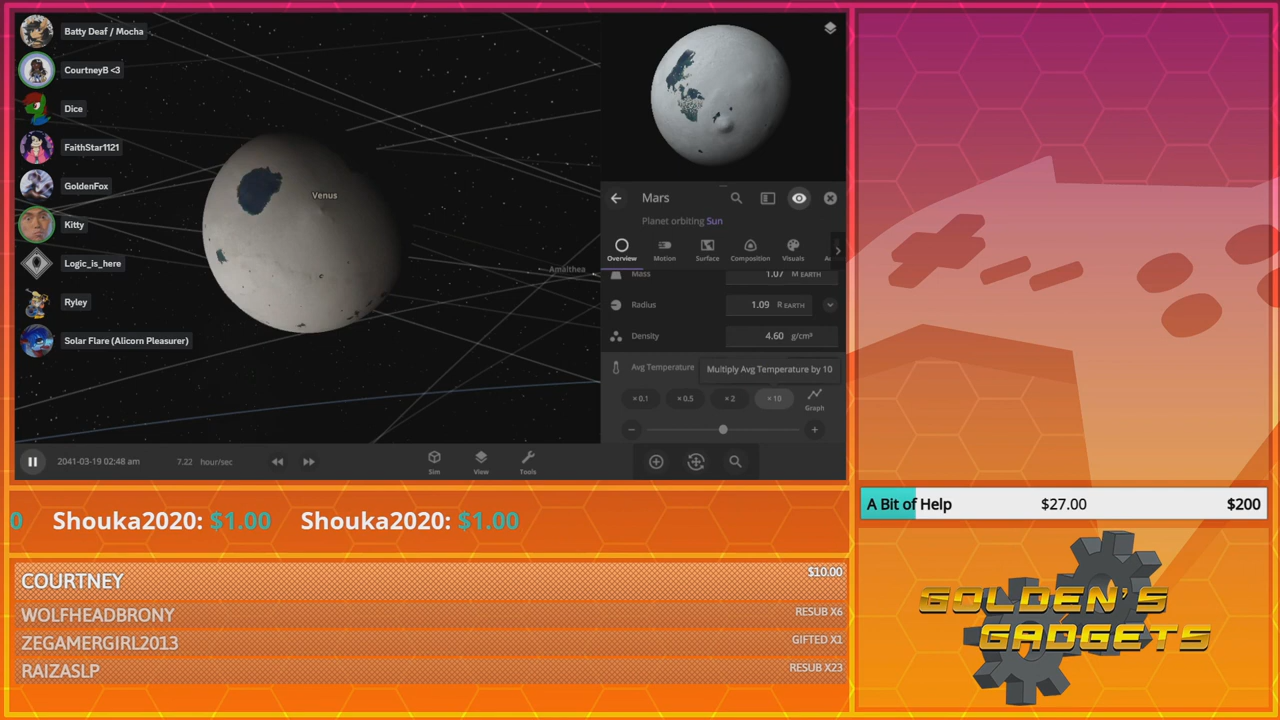 Batty Deaf / Mocha
CourtneyB <3
Dice
FaithStar1121
GoldenFox
Kitty
Logic_is_here
Ryley
Solar Flare (Alicorn Pleasurer)
Venus
Amalthea
Mars
Planet orbiting Sun
Overview Motion Surface Composition Visuals
Mass 1.07 M EARTH
Radius 1.09 R EARTH
Density 4.60 g/cm³
Avg Temperature Multiply Avg Temperature by 10
× 0.1 × 0.5 × 2 × 10 Graph
2041-03-19 02:48 am 7.22 hour/sec Sim View Tools
0 Shouka2020: $1.00 Shouka2020: $1.00
COURTNEY $10.00
WOLFHEADBRONY RESUB X6
ZEGAMERGIRL2013 GIFTED X1
RAIZASLP RESUB X23
A Bit of Help $27.00 $200
GOLDEN'S
GADGETS